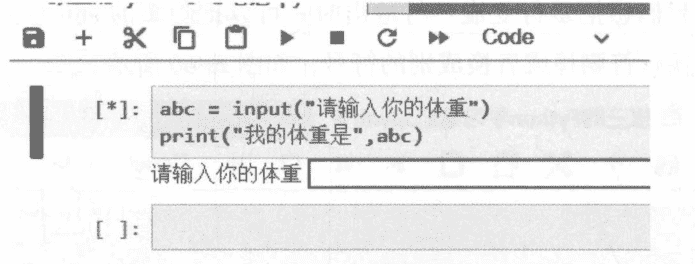 Code
[*]: abc = input("请输入你的体重")
print("我的体重是",abc)
请输入你的体重
[ ]: